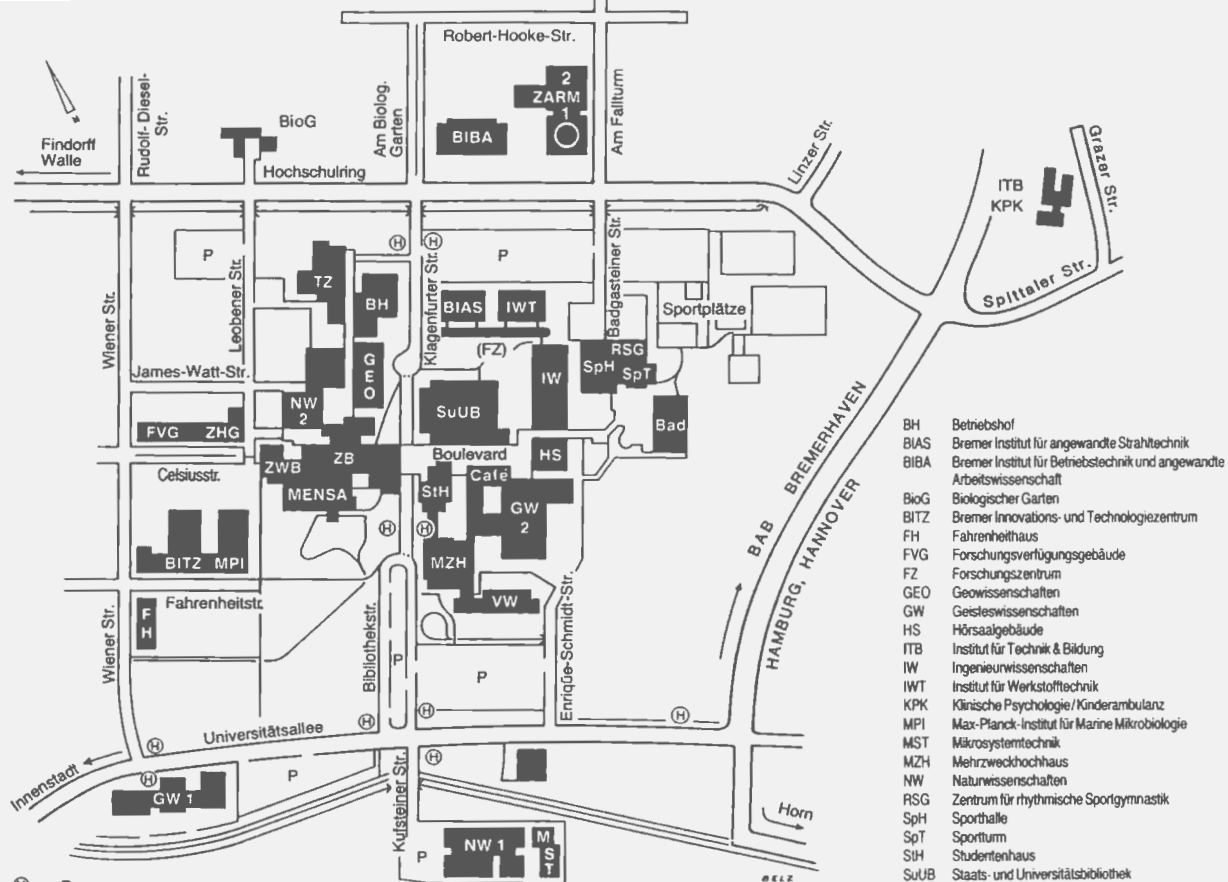 Robert-Hooke-Str.
Rudolf-Diesel-
Str.
BioG
Am Biolog.
Garten
2
ZARM
1
BIBA
Am Fallturm
Linzer Str.
Grazer Str.
Findorff
Walle
Hochschulring
ITB
KPK
Spittaler Str.
P
H
H
P
Wiener Str.
Leobener Str.
TZ
BH
Klagenfurter Str.
BIAS
IWT
Badgasteiner Str.
Sportplätze
(FZ)
RSG
SpH
SpT
James-Watt-Str.
GEO
IW
NW
2
SuUB
Bad
FVG
ZHG
ZB
Boulevard
HS
ZWB
Café
Celsiusstr.
MENSA
StH
GW
2
H
H
BITZ
MPI
MZH
VW
Fahrenheitstr.
FH
Wiener Str.
Bibliothekstr.
P
P
Enriqüe-Schmidt-Str.
BAB BREMERHAVEN
HAMBURG, HANNOVER
H
H
Universitätsallee
H
H
Innenstadt
H
P
GW 1
Kufsteiner Str.
Horn
P
NW 1
MST
BELZ
H
BH Betriebshof
BIAS Bremer Institut für angewandte Strahltechnik
BIBA Bremer Institut für Betriebstechnik und angewandte
Arbeitswissenschaft
BioG Biologischer Garten
BITZ Bremer Innovations- und Technologiezentrum
FH Fahrenheithaus
FVG Forschungsverfügungsgebäude
FZ Forschungszentrum
GEO Geowissenschaften
GW Geisteswissenschaften
HS Hörsaalgebäude
ITB Institut für Technik & Bildung
IW Ingenieurwissenschaften
IWT Institut für Werkstofftechnik
KPK Klinische Psychologie/Kinderambulanz
MPI Max-Planck-Institut für Marine Mikrobiologie
MST Mikrosystemtechnik
MZH Mehrzweckhochhaus
NW Naturwissenschaften
RSG Zentrum für rhythmische Sportgymnastik
SpH Sporthalle
SpT Sportturm
StH Studentenhaus
SuUB Staats- und Universitätsbibliothek